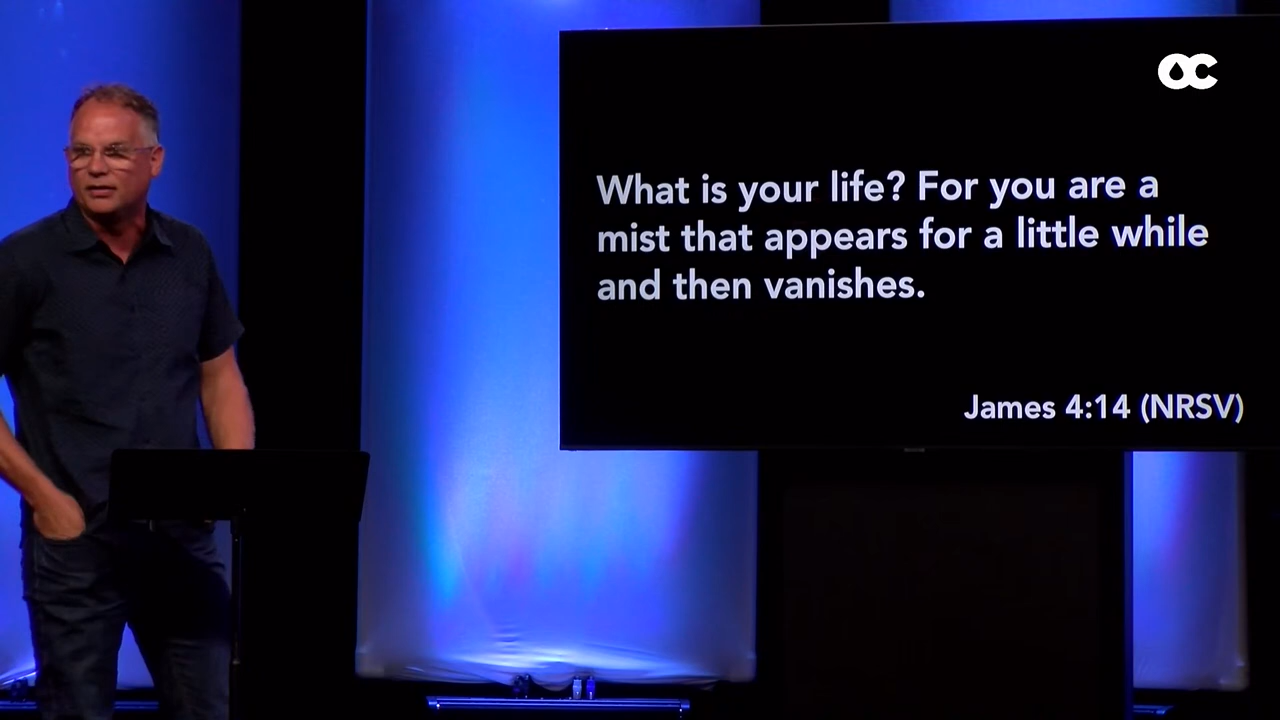 OC
What is your life? For you are a
mist that appears for a little while
and then vanishes.
James 4:14 (NRSV)